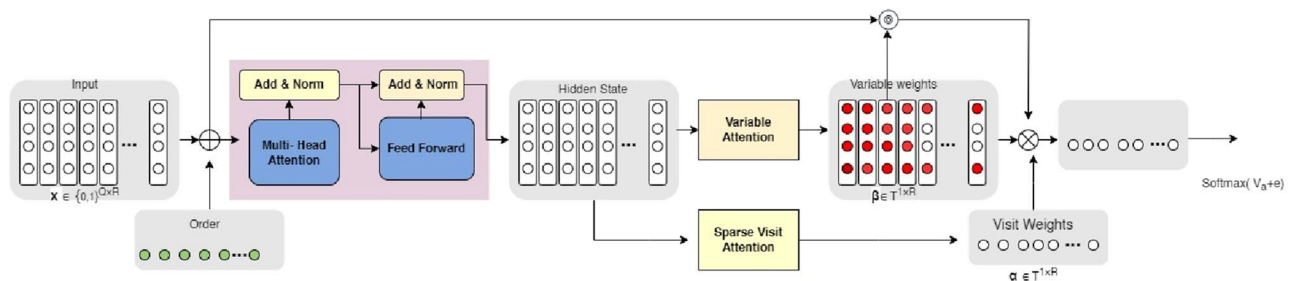 Input
X ∈ {0,1}^Q×R
Order
Add & Norm
Multi- Head
Attention
Add & Norm
Feed Forward
Hidden State
Variable
Attention
Sparse Visit
Attention
Variable weights
β∈ T^1×R
Visit Weights
α ∈ T^1×R
Softmax( V_a+e)